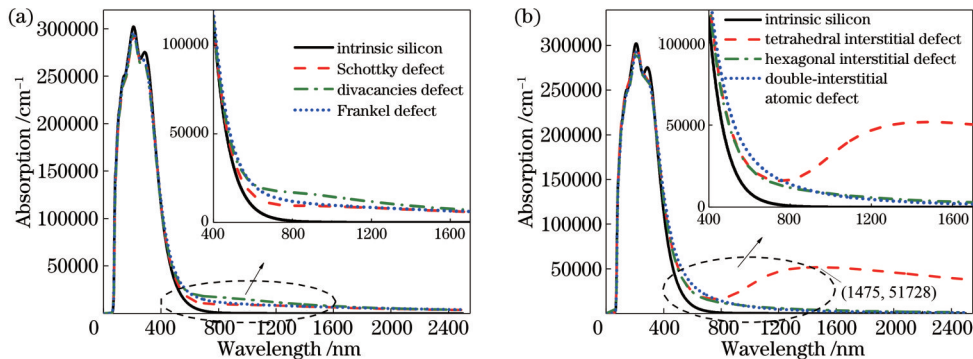 (a)
300000
250000
200000
150000
100000
50000
0
Absorption /cm⁻¹
0 400 800 1200 1600 2000 2400
Wavelength /nm
100000
50000
0
400 800 1200 1600
intrinsic silicon
Schottky defect
divacancies defect
Frankel defect
(b)
350000
300000
250000
200000
150000
100000
50000
0
Absorption /cm⁻¹
0 400 800 1200 1600 2000 2400
Wavelength /nm
100000
50000
0
400 800 1200 1600
intrinsic silicon
tetrahedral interstitial defect
hexagonal interstitial defect
double-interstitial
atomic defect
(1475, 51728)